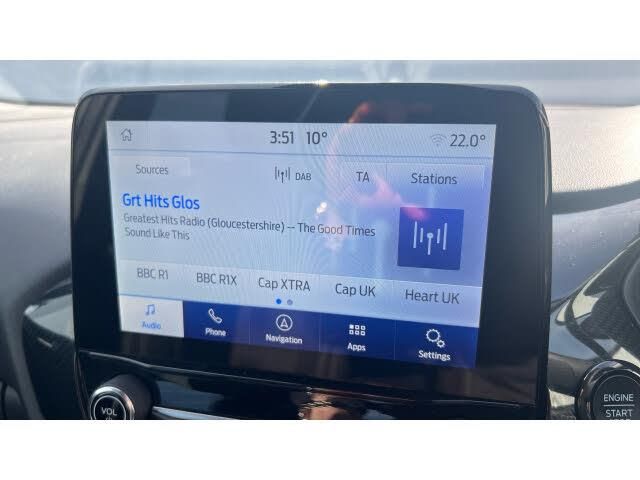 3:51 10° 22.0°
Sources DAB TA Stations
Grt Hits Glos
Greatest Hits Radio (Gloucestershire) -- The Good Times
Sound Like This
BBC R1 BBC R1X Cap XTRA Cap UK Heart UK
Audio Phone Navigation Apps Settings
VOL
ENGINE
START